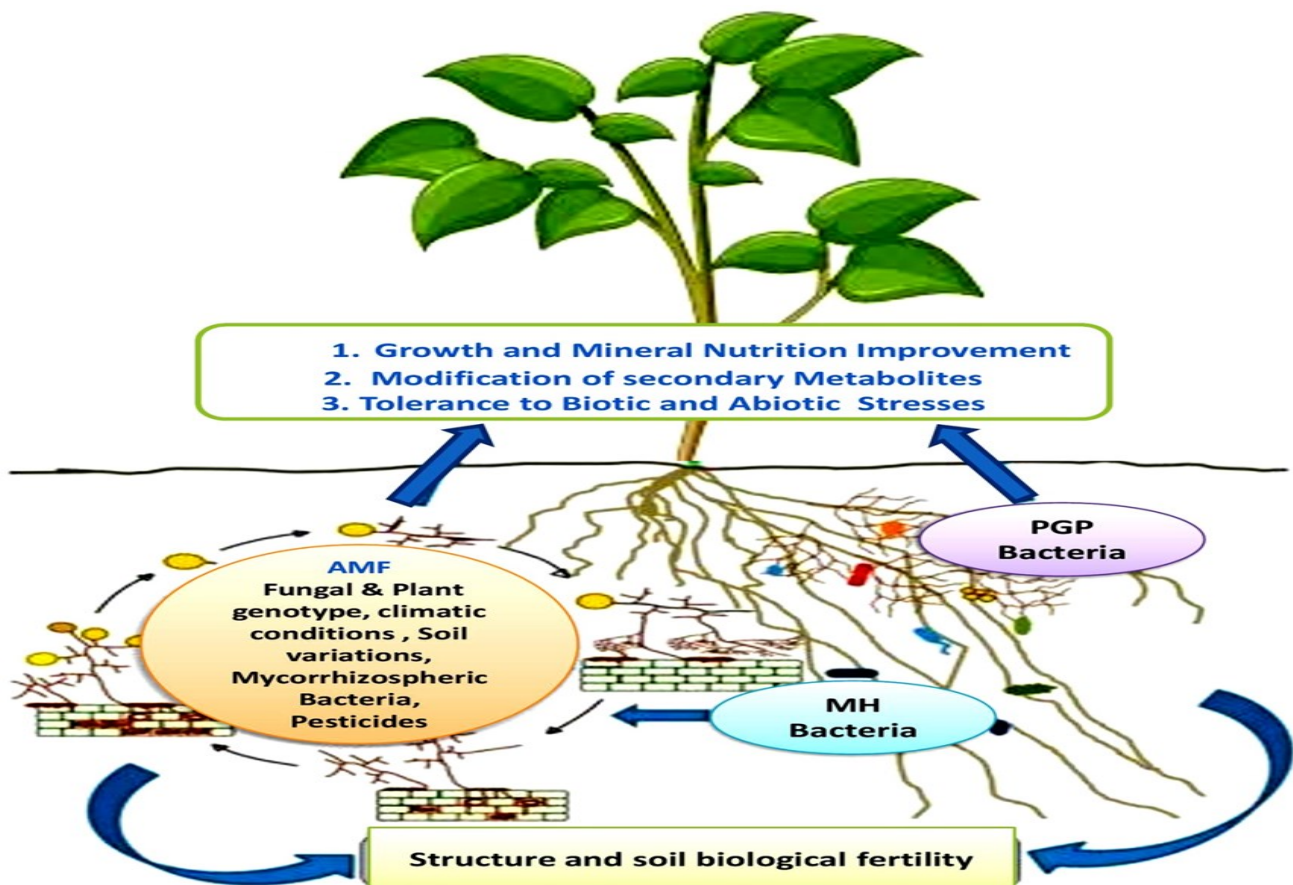 1. Growth and Mineral Nutrition Improvement
2. Modification of secondary Metabolites
3. Tolerance to Biotic and Abiotic Stresses
PGP
Bacteria
AMF
Fungal & Plant
genotype, climatic
conditions , Soil
variations,
Mycorrhizospheric
Bacteria,
Pesticides
MH
Bacteria
Structure and soil biological fertility